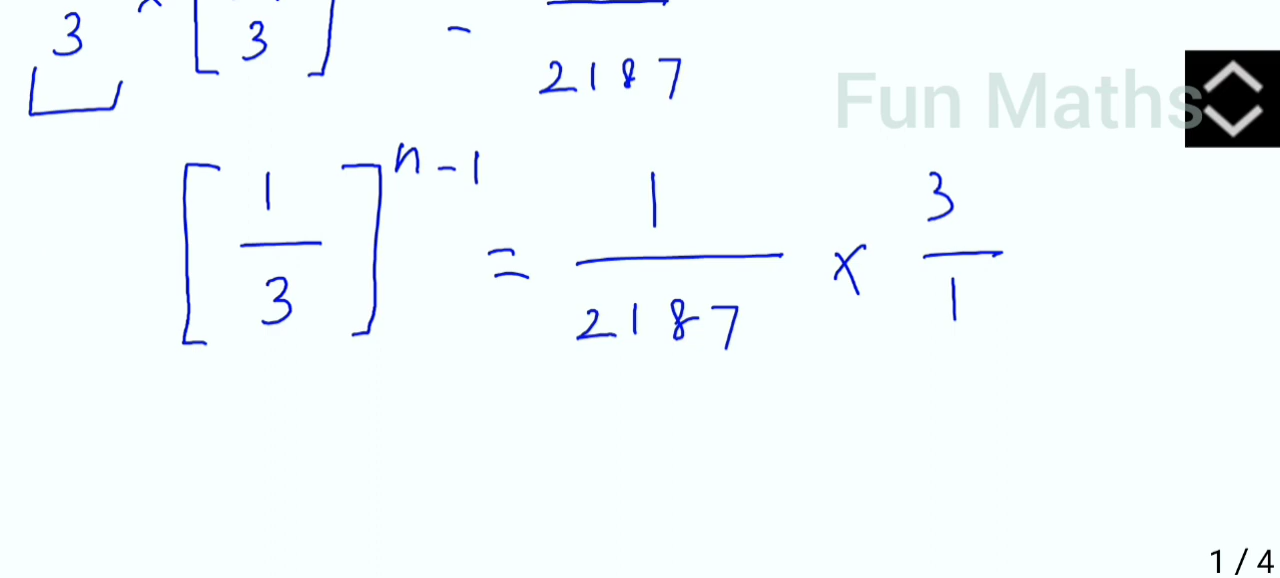 3 × [ 3 ] = 2187
Fun Maths
[ 1/3 ]^n-1 = 1/2187 × 3/1
1 / 4